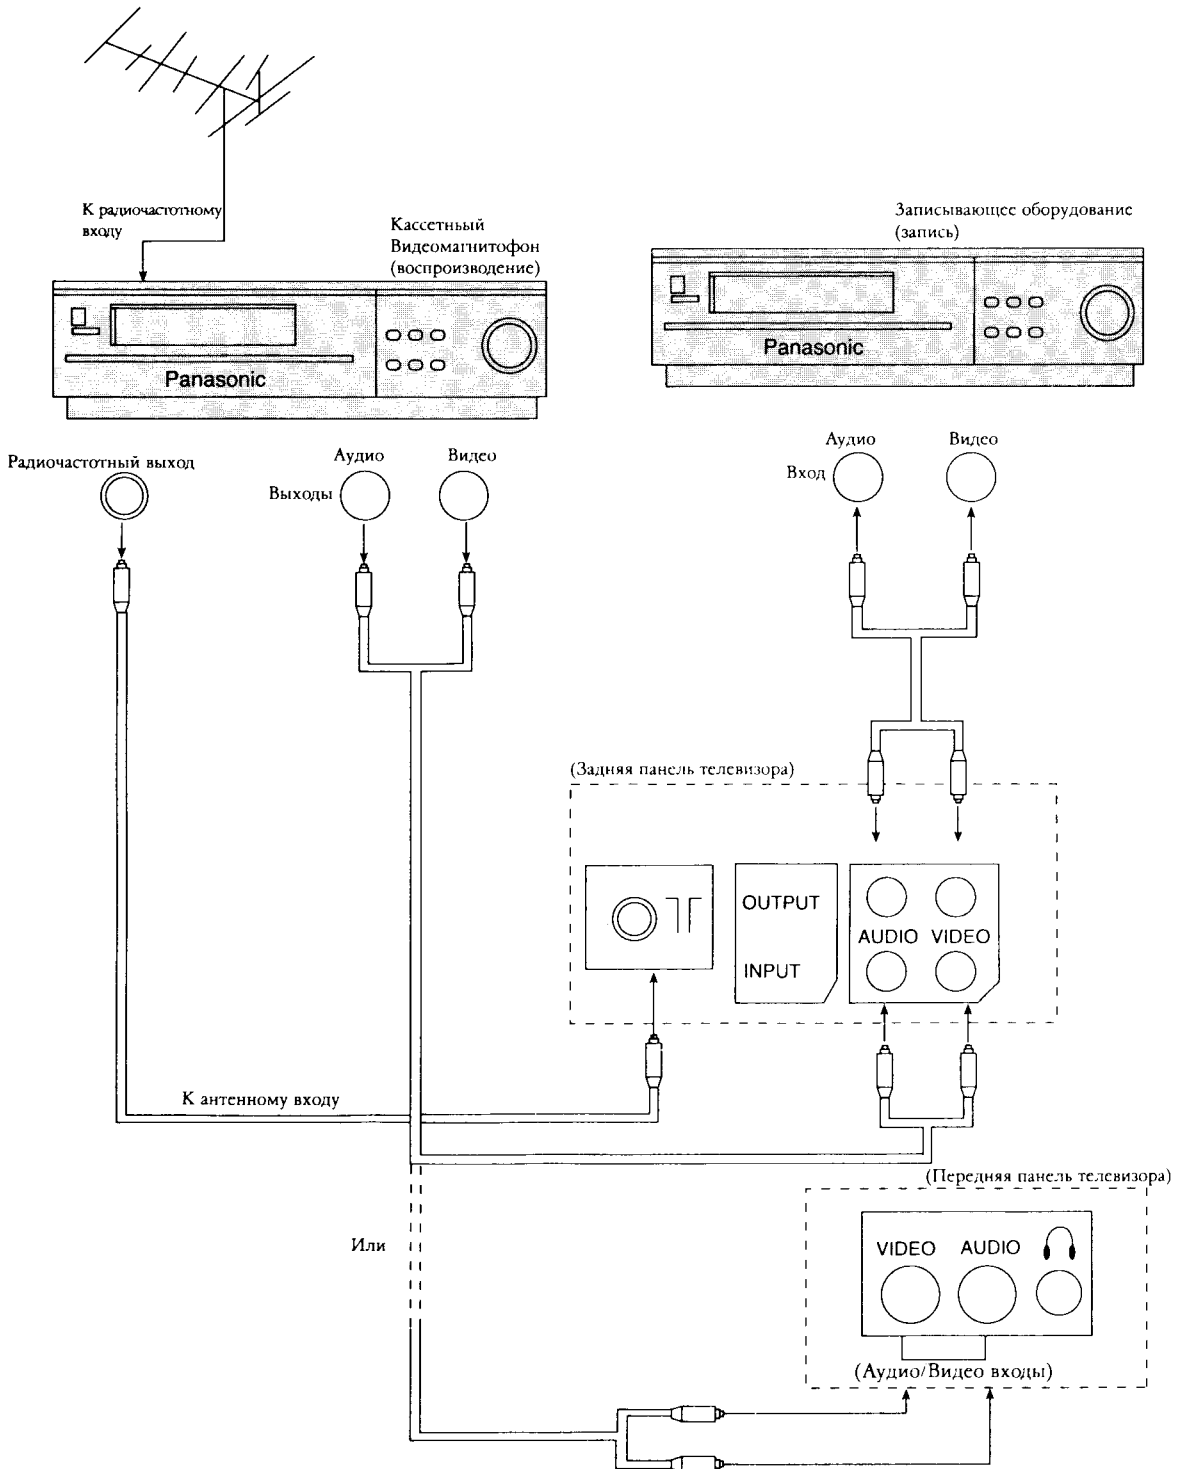 К радиочастотному
входу
Кассетный
Видеомагнитофон
(воспроизводение)
Записывающее оборудование
(запись)
Panasonic
Panasonic
Радиочастотный выход
Аудио
Видео
Выходы
Аудио
Видео
Вход
(Задняя панель телевизора)
OUTPUT
INPUT
AUDIO VIDEO
К антенному входу
(Передняя панель телевизора)
Или
VIDEO AUDIO
(Аудио/Видео входы)